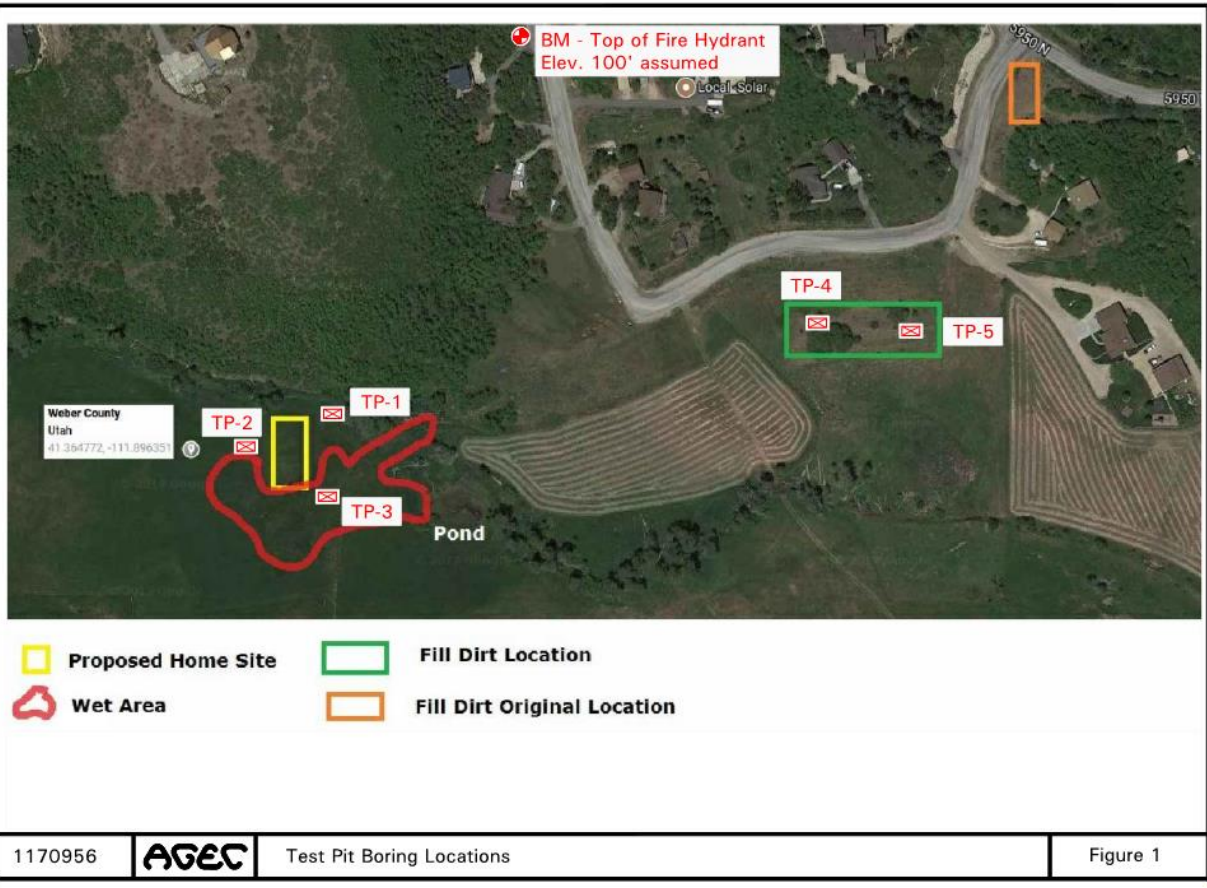 BM - Top of Fire Hydrant
Elev. 100' assumed
5950 N
Local Solar
5950
TP-4
TP-5
Weber County
Utah
41.364772, -111.896351
TP-2
TP-1
TP-3
Pond
Proposed Home Site
Fill Dirt Location
Wet Area
Fill Dirt Original Location
1170956
AGEC
Test Pit Boring Locations
Figure 1